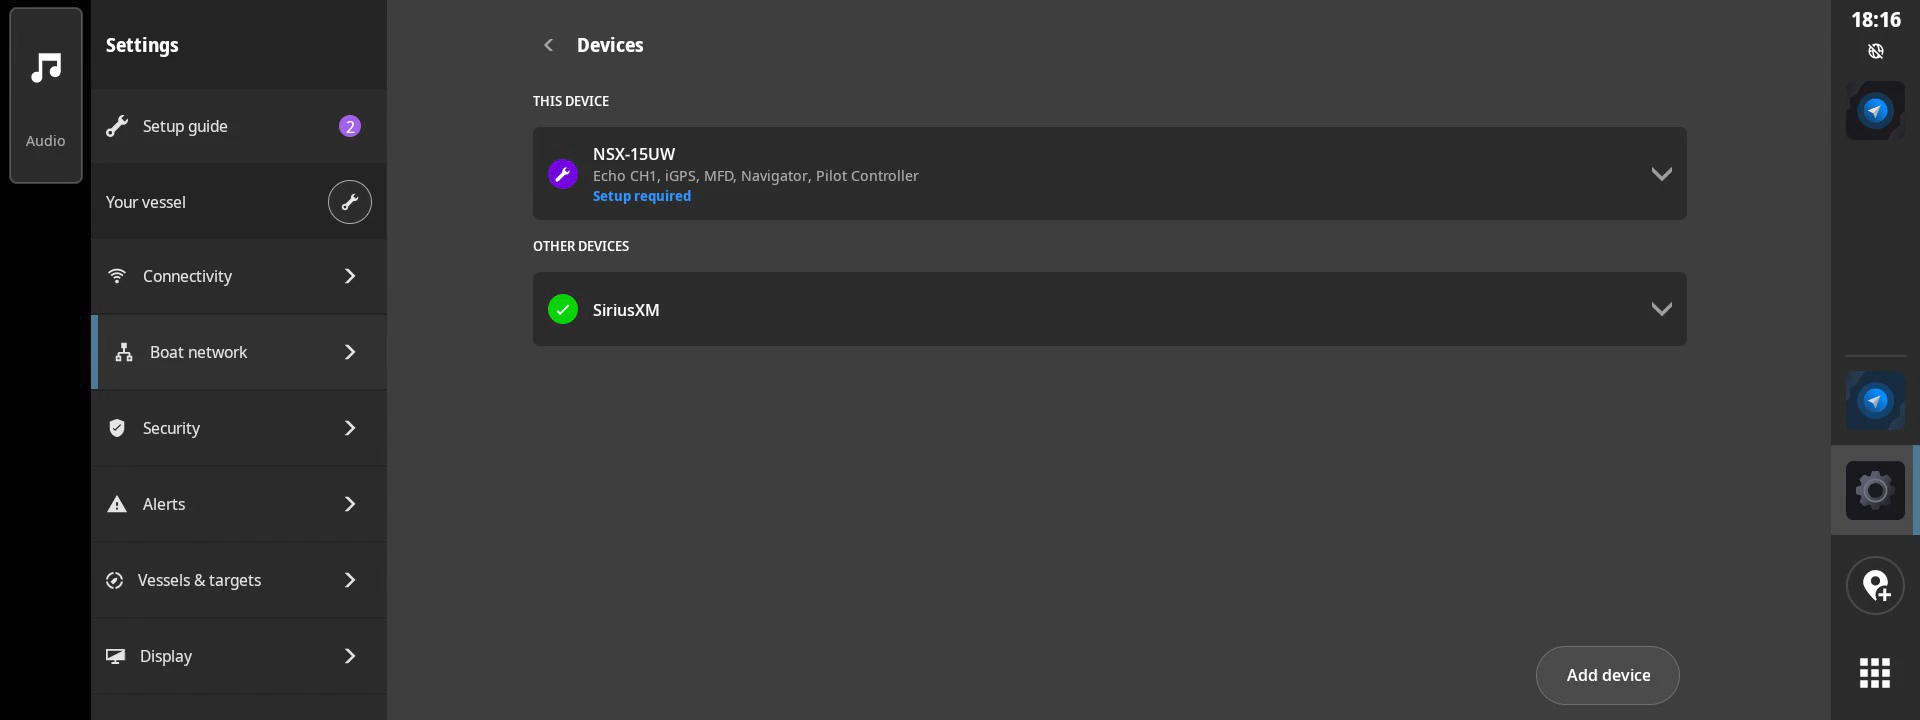 Audio
Settings
Setup guide
2
Your vessel
Connectivity
Boat network
Security
Alerts
Vessels & targets
Display
Devices
THIS DEVICE
NSX-15UW
Echo CH1, iGPS, MFD, Navigator, Pilot Controller
Setup required
OTHER DEVICES
SiriusXM
Add device
18:16